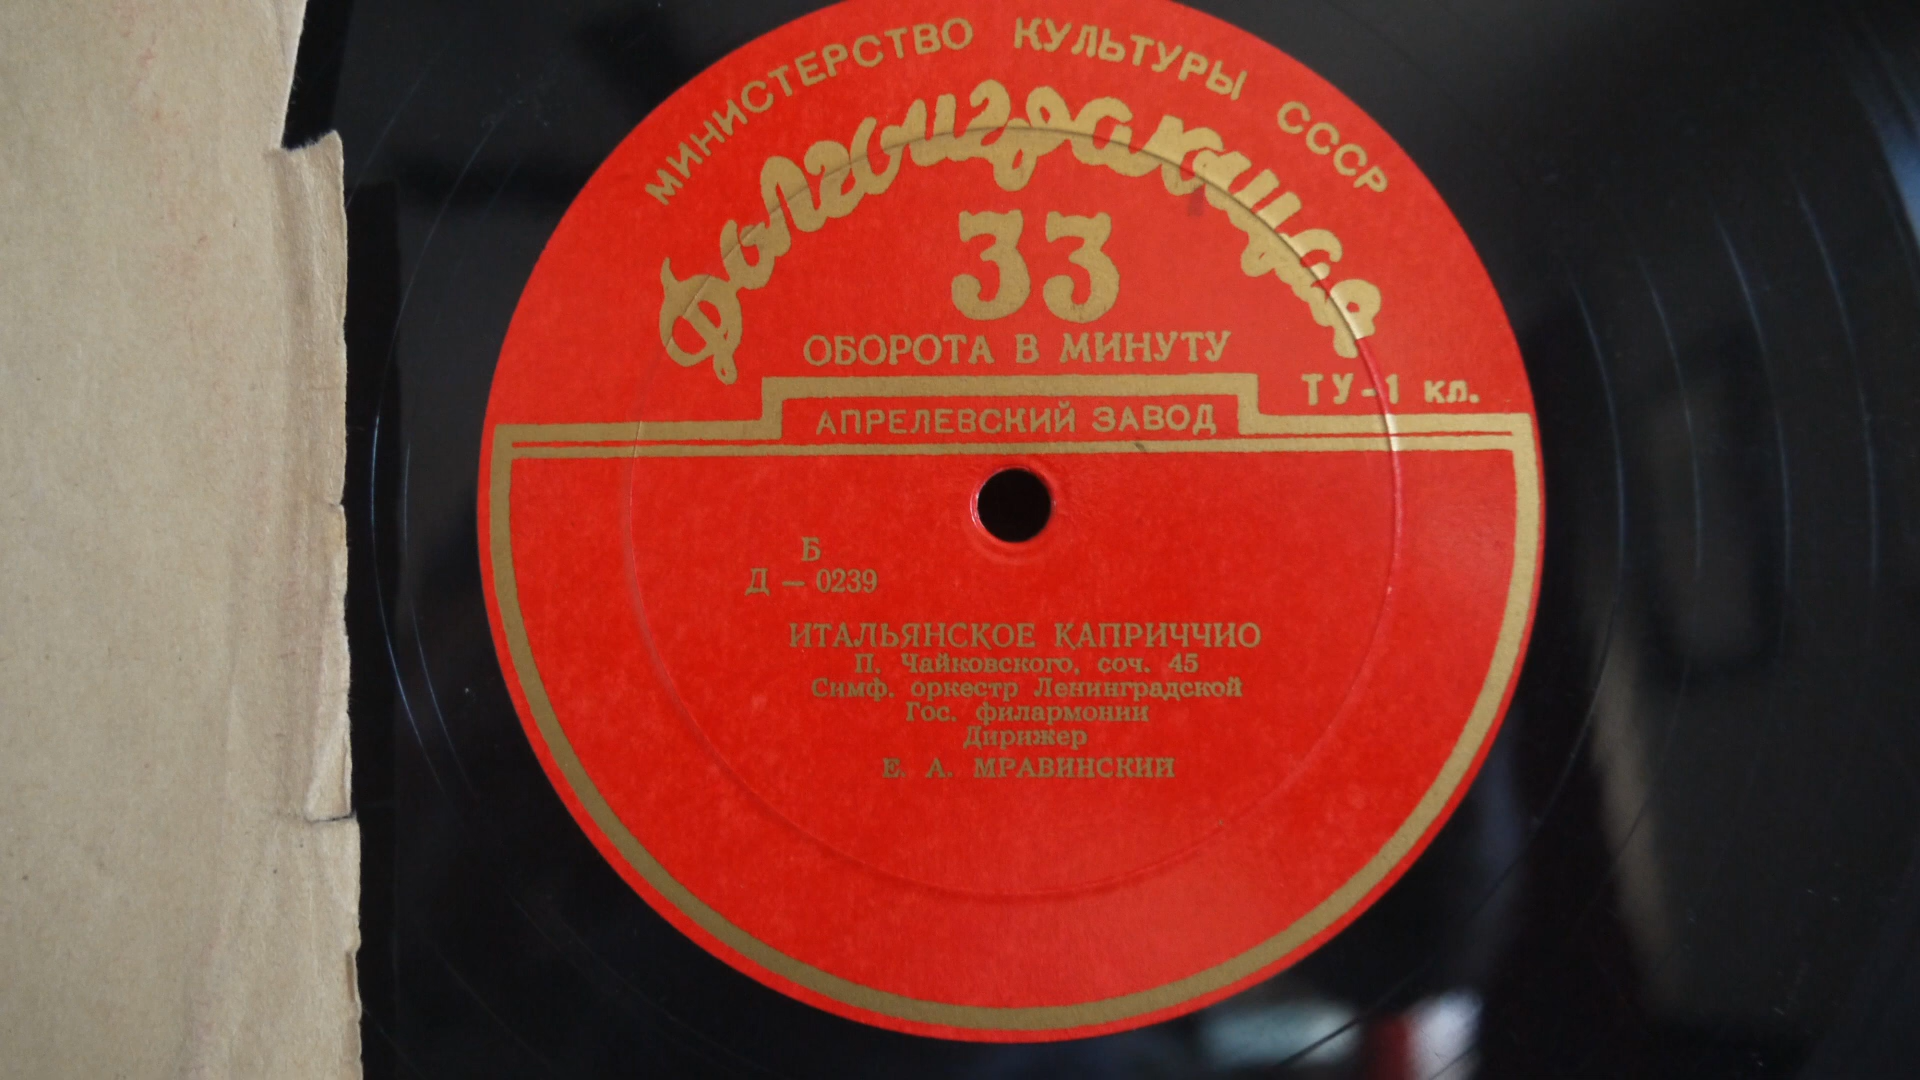 МИНИСТЕРСТВО КУЛЬТУРЫ СССР
Долгоиграющая
33
ОБОРОТА В МИНУТУ
ТУ-1 кл.
АПРЕЛЕВСКИЙ ЗАВОД
Б
Д — 0239
ИТАЛЬЯНСКОЕ КАПРИЧЧИО
П. Чайковского, соч. 45
Симф. оркестр Ленинградской
Гос. филармонии
Дирижер
Е. А. МРАВИНСКИЙ